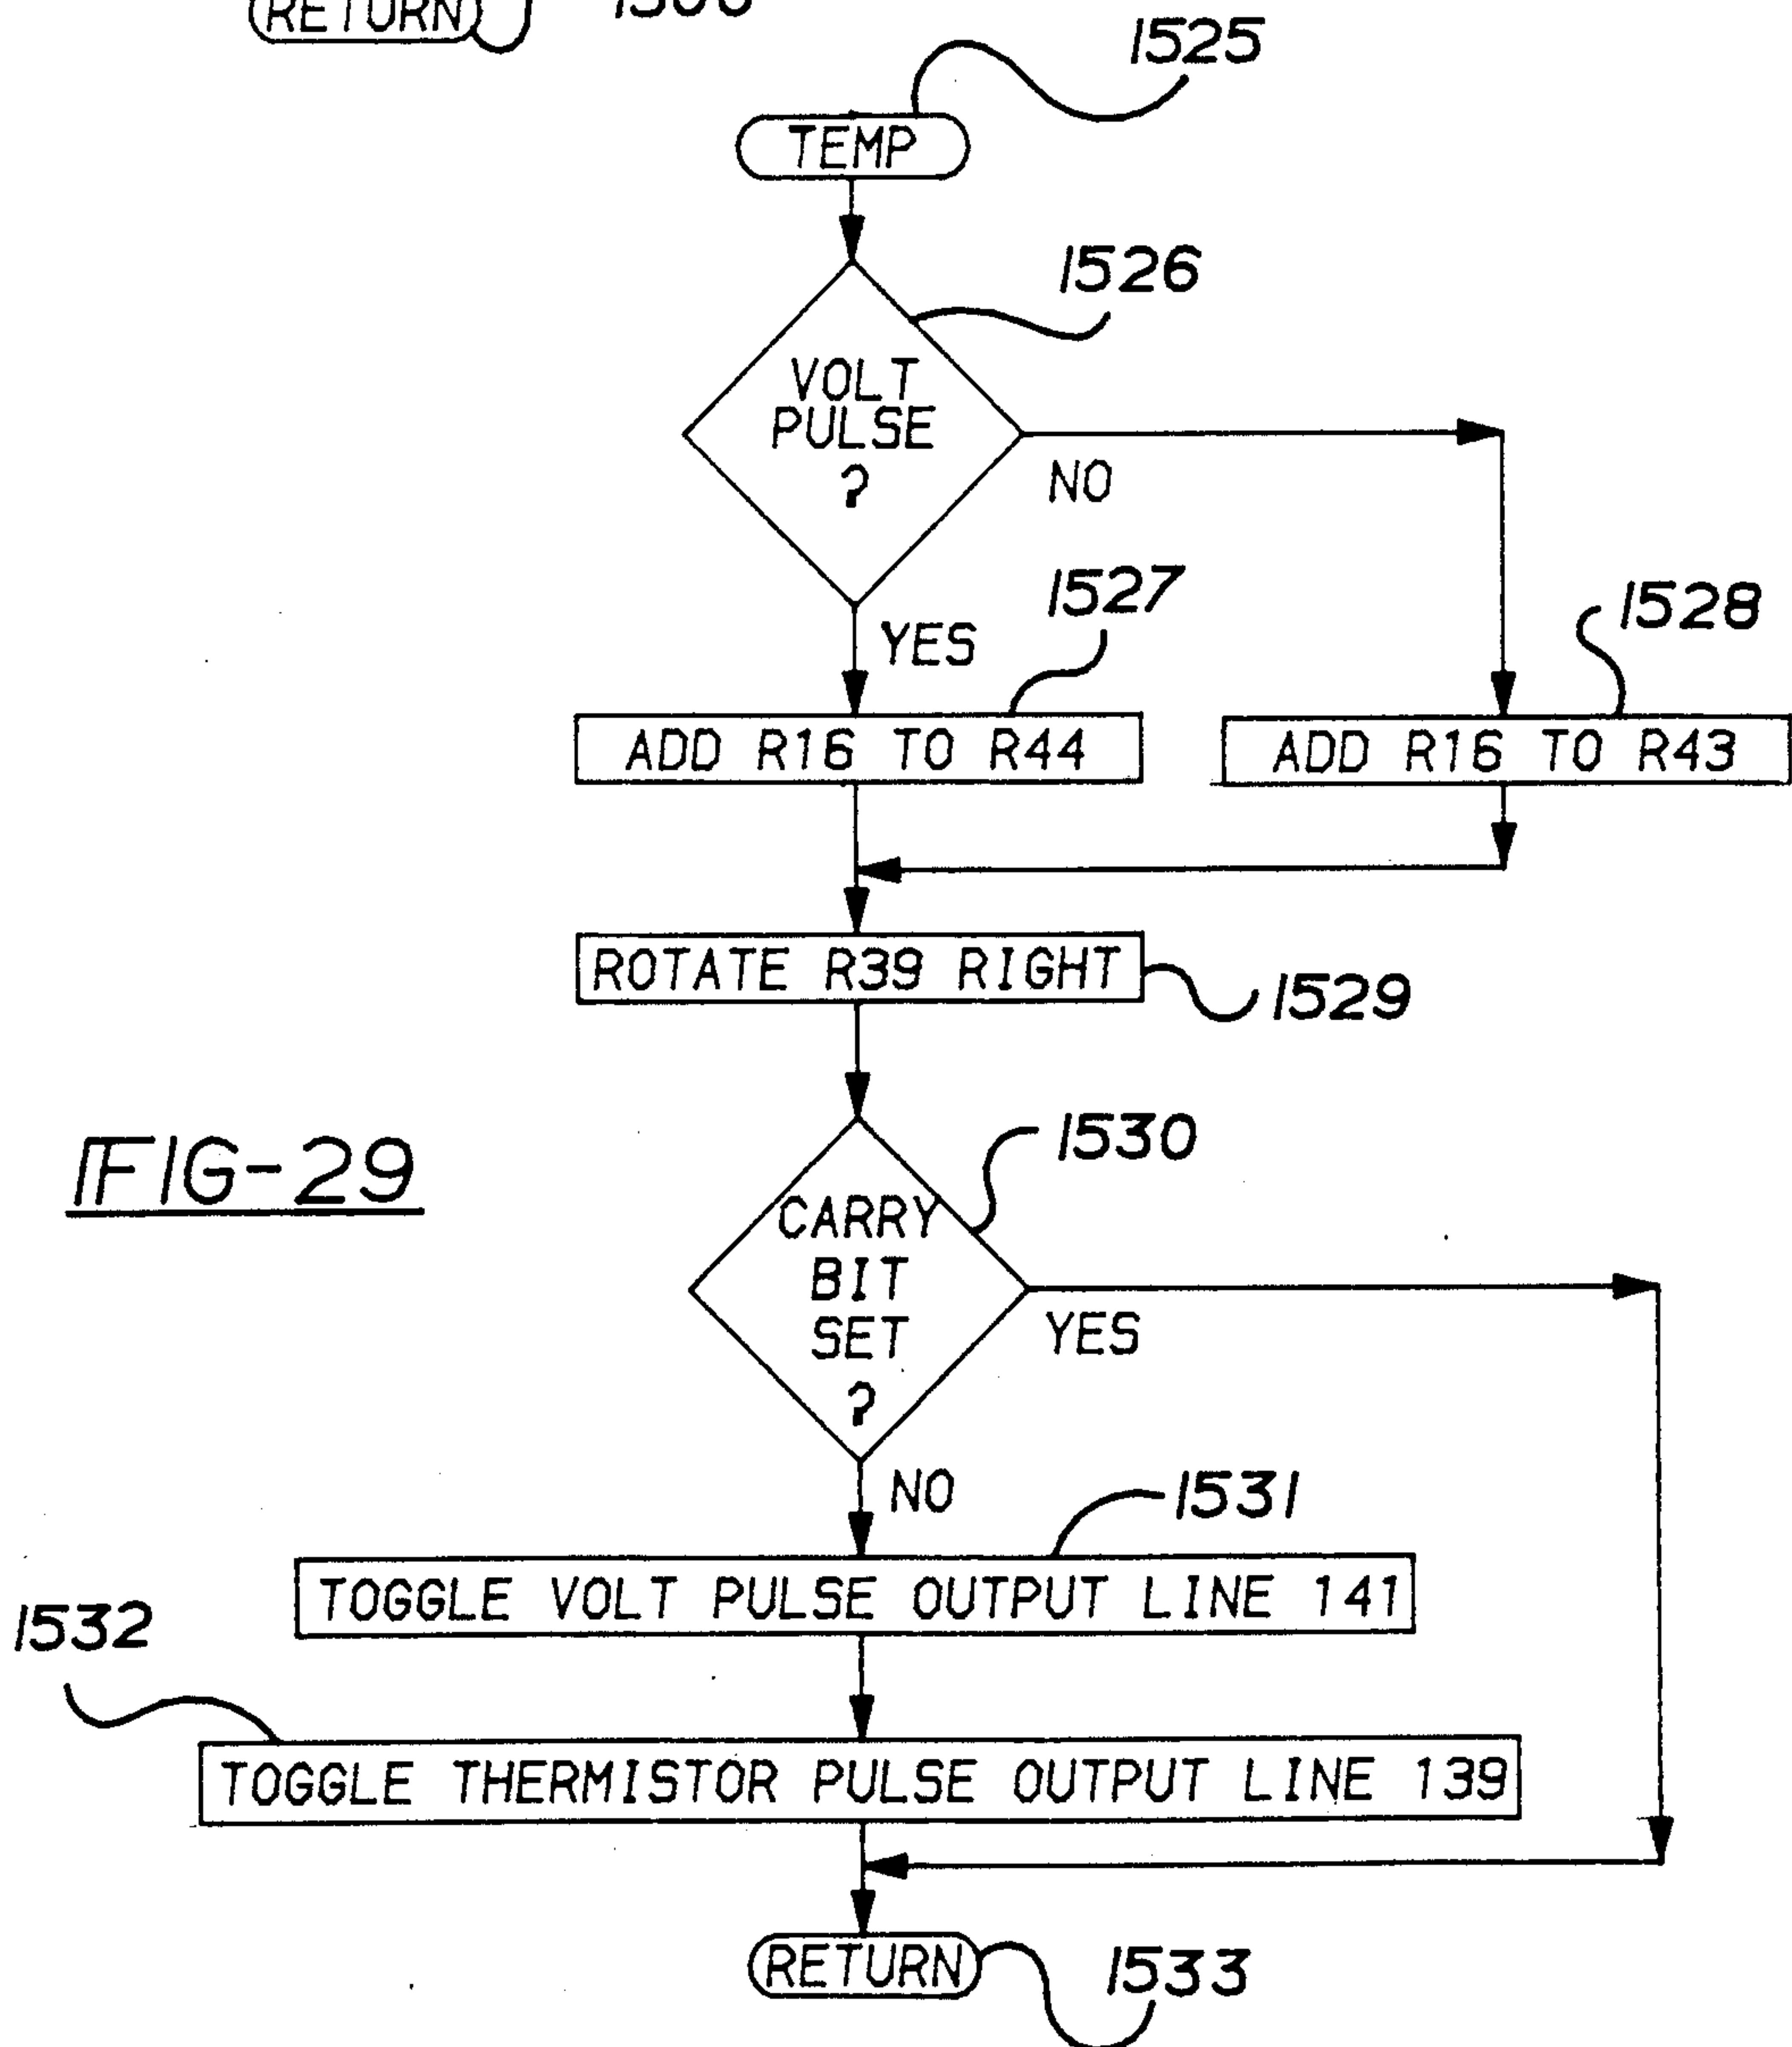 RETURN
1525
TEMP
1526
VOLT
PULSE
?
NO
YES
1527
1528
ADD R16 TO R44
ADD R16 TO R43
ROTATE R39 RIGHT
1529
FIG-29
1530
CARRY
BIT
SET
?
YES
NO
1531
TOGGLE VOLT PULSE OUTPUT LINE 141
1532
TOGGLE THERMISTOR PULSE OUTPUT LINE 139
RETURN
1533